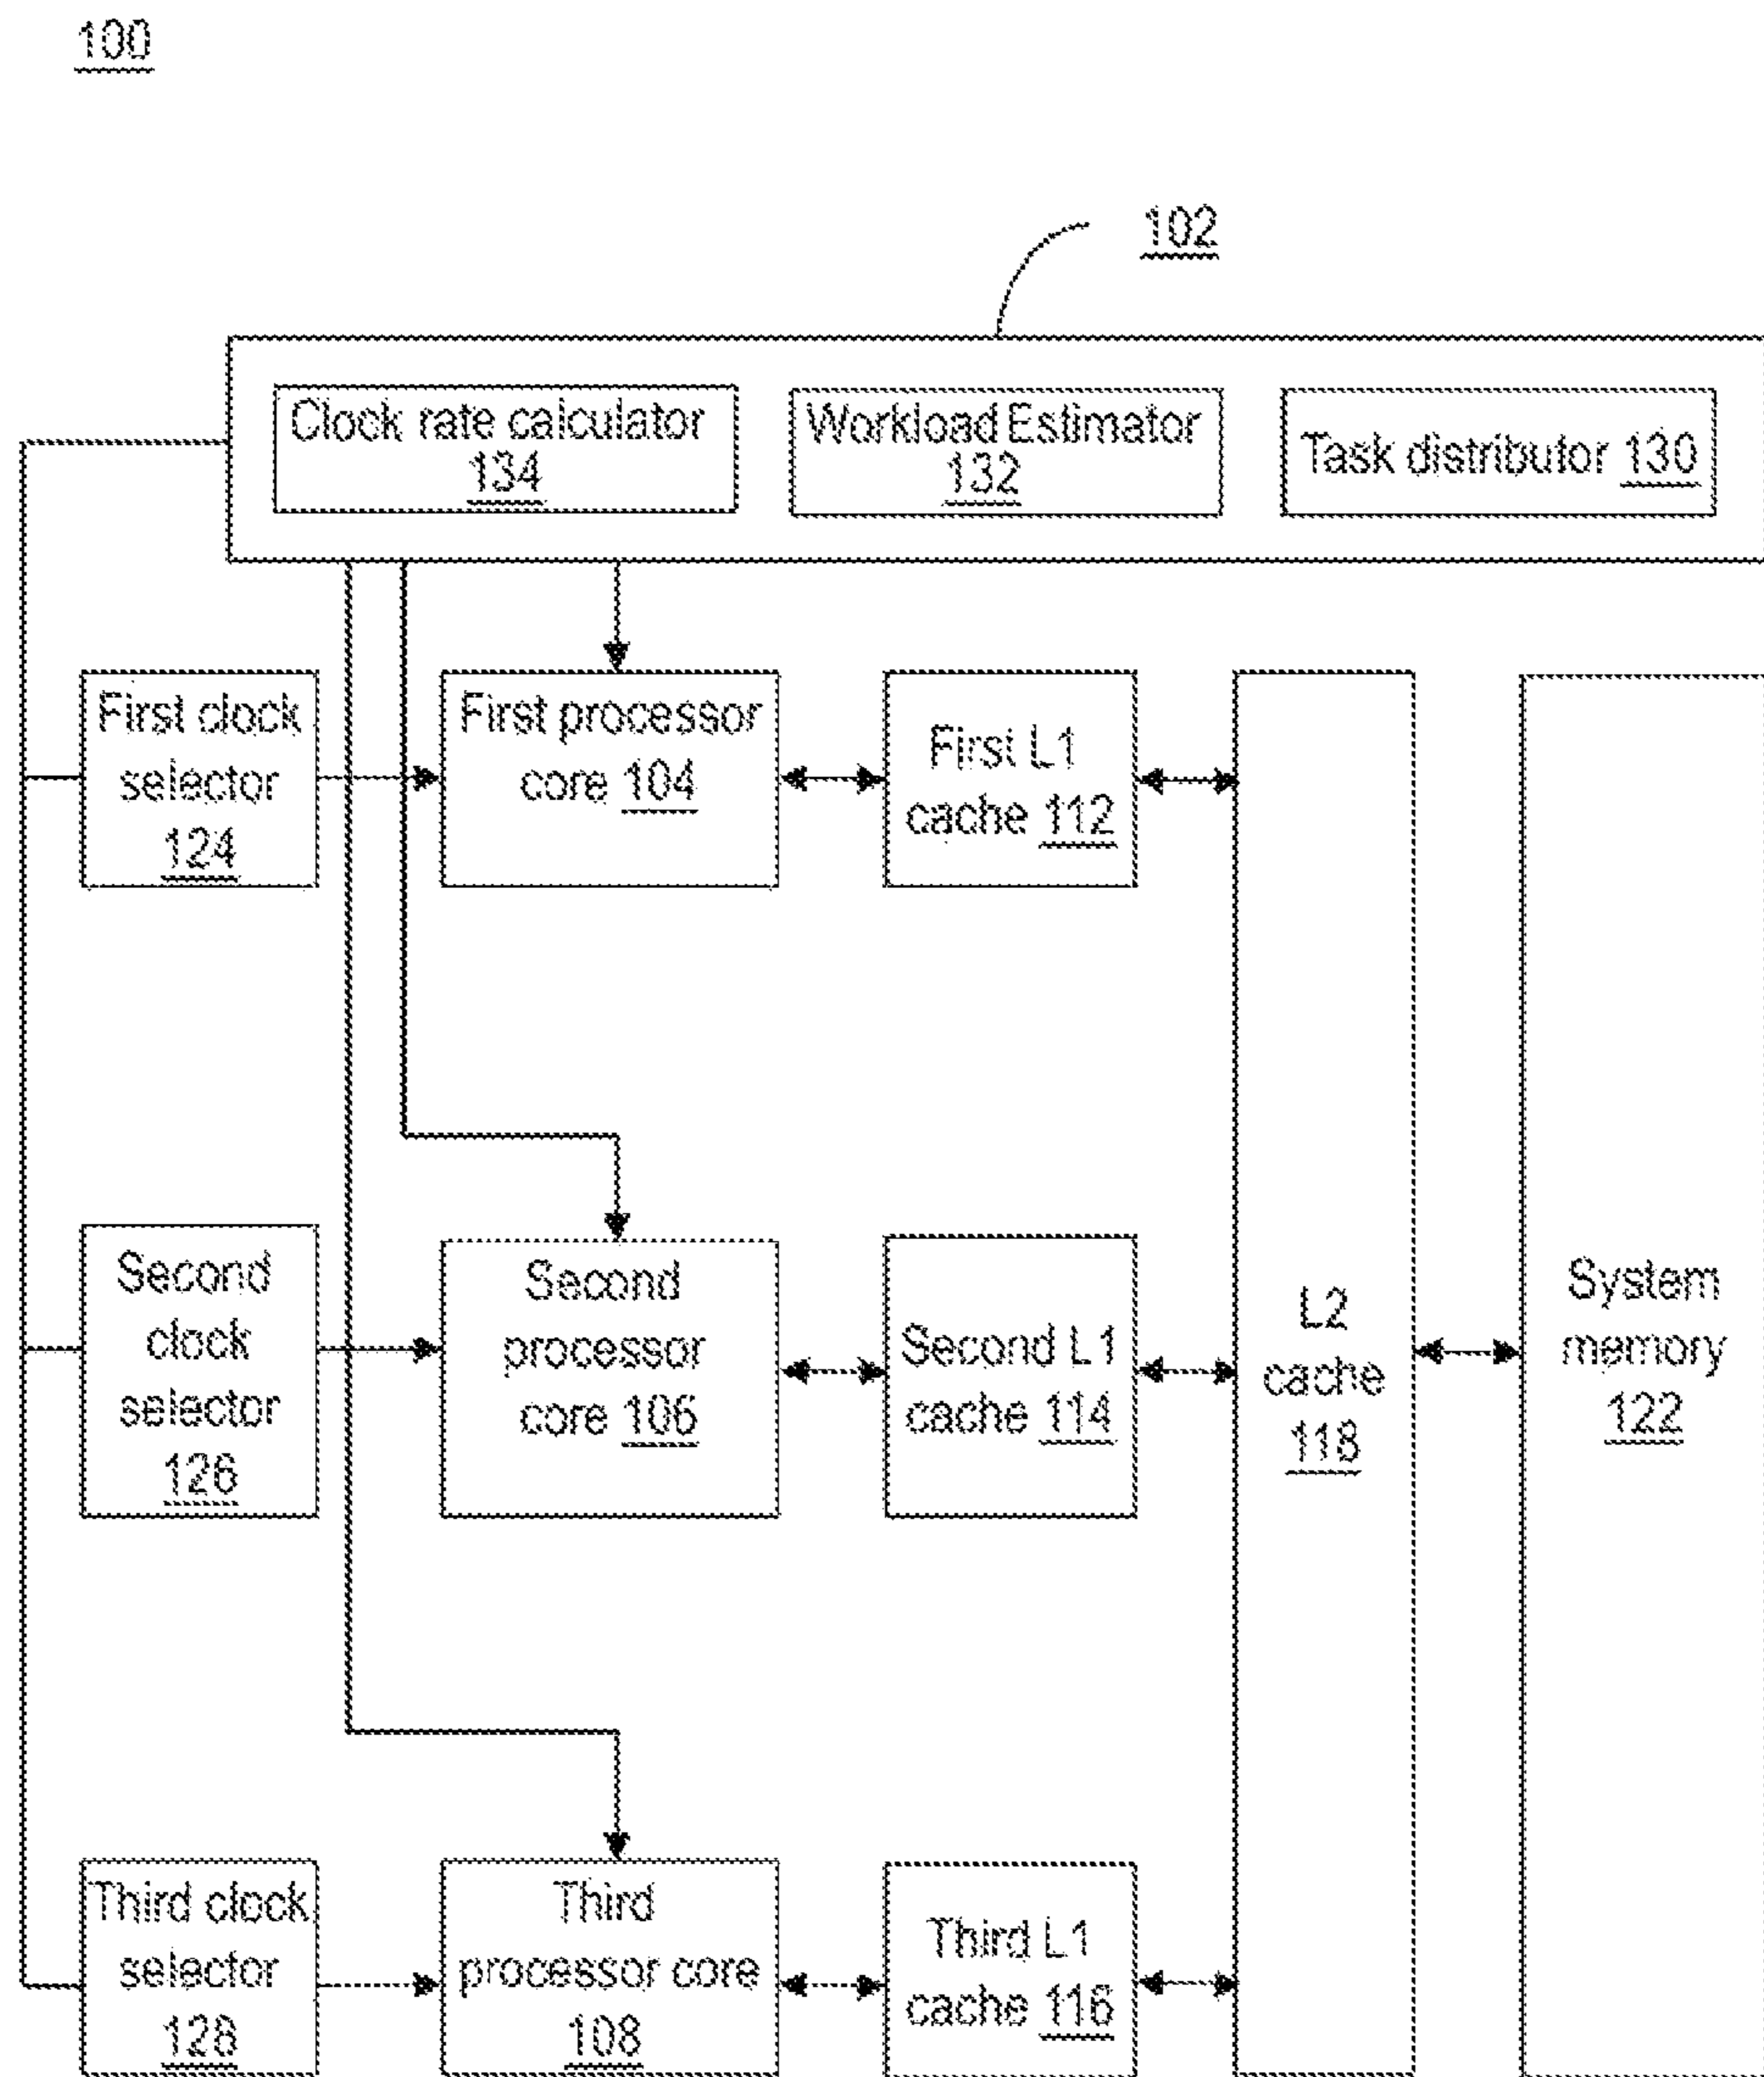 100
102
Clock rate calculator
134
Workload Estimator
132
Task distributor 130
First clock
selector
124
First processor
core 104
First L1
cache 112
Second
clock
selector
126
Second
processor
core 106
Second L1
cache 114
L2
cache
118
System
memory
122
Third clock
selector
128
Third
processor core
108
Third L1
cache 116